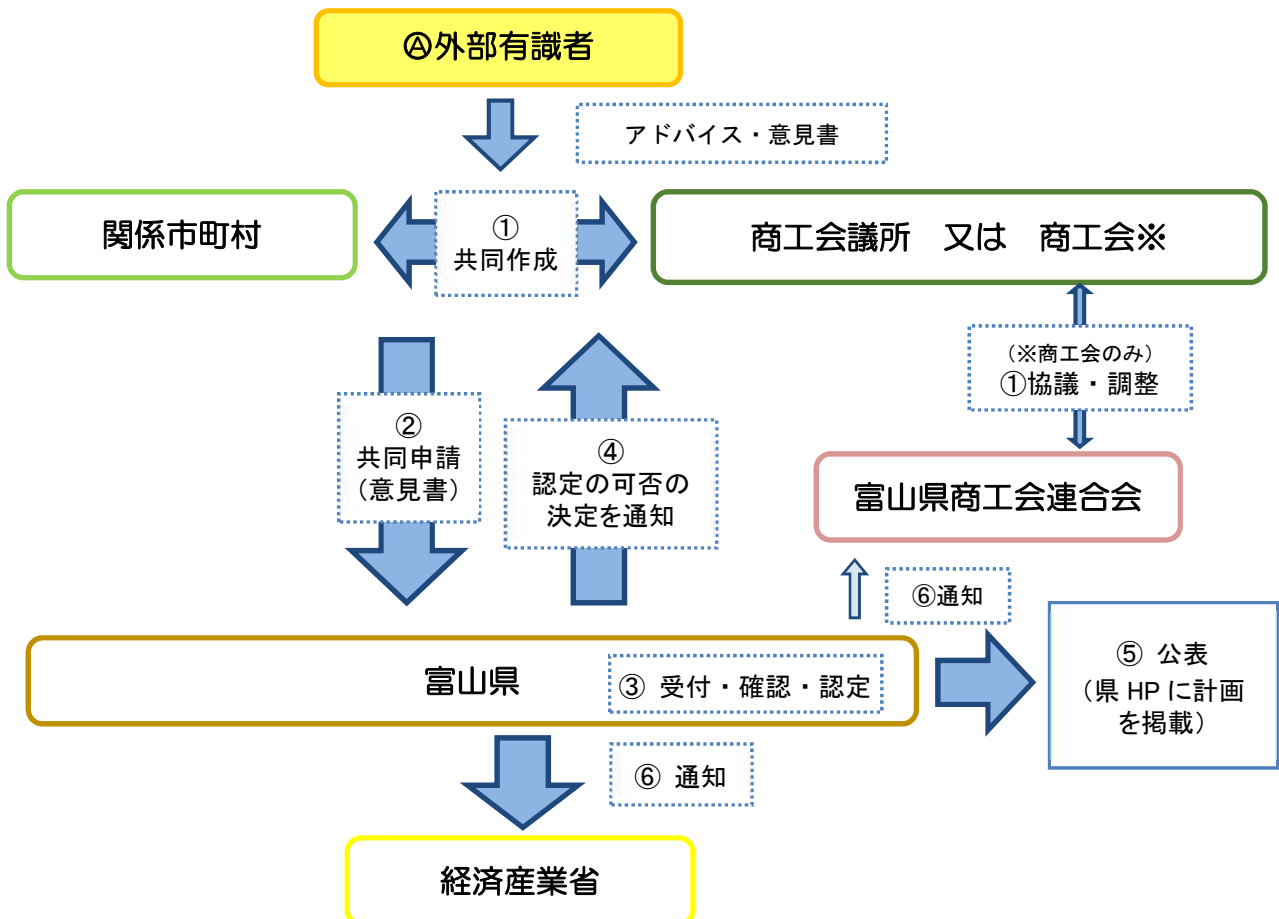 Ⓐ外部有識者
アドバイス・意見書
関係市町村
①
共同作成
商工会議所　又は　商工会※
(※商工会のみ)
①協議・調整
②
共同申請
(意見書)
④
認定の可否の
決定を通知
富山県商工会連合会
⑥通知
富山県
③ 受付・確認・認定
⑤ 公表
(県 HP に計画
を掲載)
⑥ 通知
経済産業省